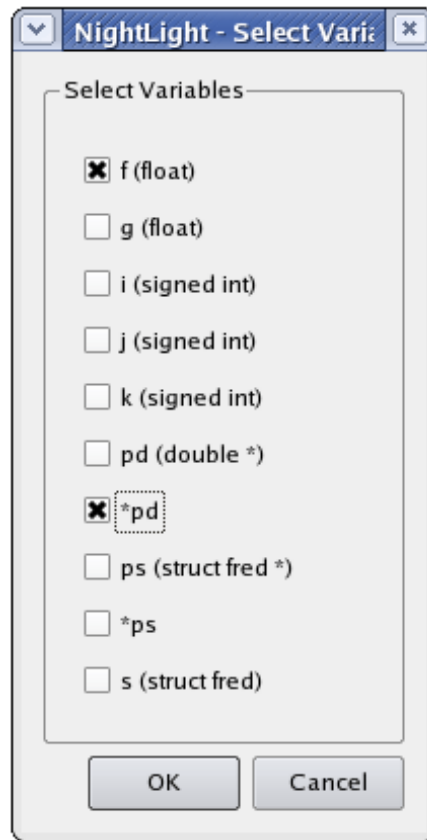 NightLight - Select Varia
Select Variables
f (float)
g (float)
i (signed int)
j (signed int)
k (signed int)
pd (double *)
*pd
ps (struct fred *)
*ps
s (struct fred)
OK
Cancel